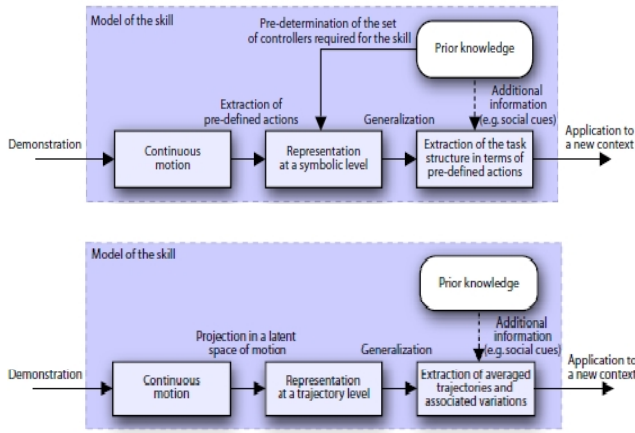 Model of the skill
Pre-determination of the set
of controllers required for the skill
Prior knowledge
Extraction of
pre-defined actions
Generalization
Additional
information
(e.g. social cues)
Demonstration
Continuous
motion
Representation
at a symbolic level
Extraction of the task
structure in terms of
pre-defined actions
Application to
a new context
Model of the skill
Prior knowledge
Projection in a latent
space of motion
Generalization
Additional
information
(e.g. social cues)
Demonstration
Continuous
motion
Representation
at a trajectory level
Extraction of averaged
trajectories and
associated variations
Application to
a new context